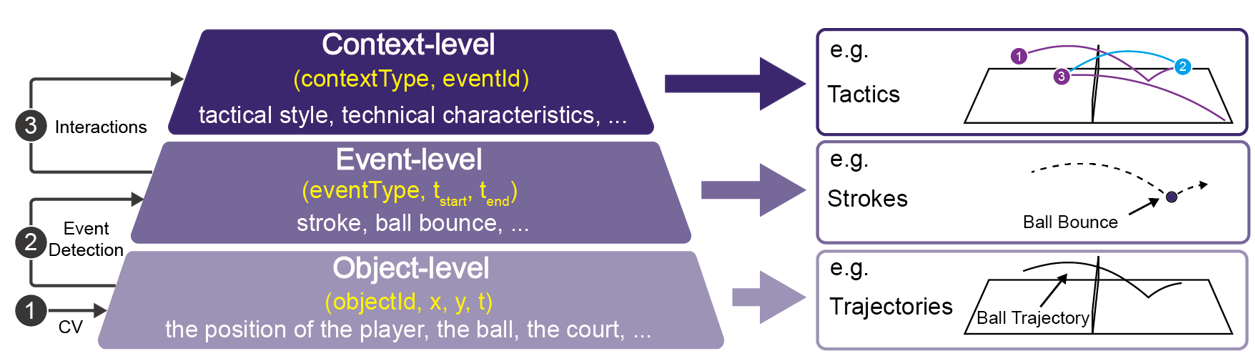 Context-level
(contextType, eventId)
tactical style, technical characteristics, ...
e.g.
Tactics
1
2
3
3
Interactions
Event-level
(eventType, tstart, tend)
stroke, ball bounce, ...
e.g.
Strokes
Ball Bounce
2
Event
Detection
Object-level
(objectId, x, y, t)
the position of the player, the ball, the court, ...
e.g.
Trajectories
Ball Trajectory
1
CV